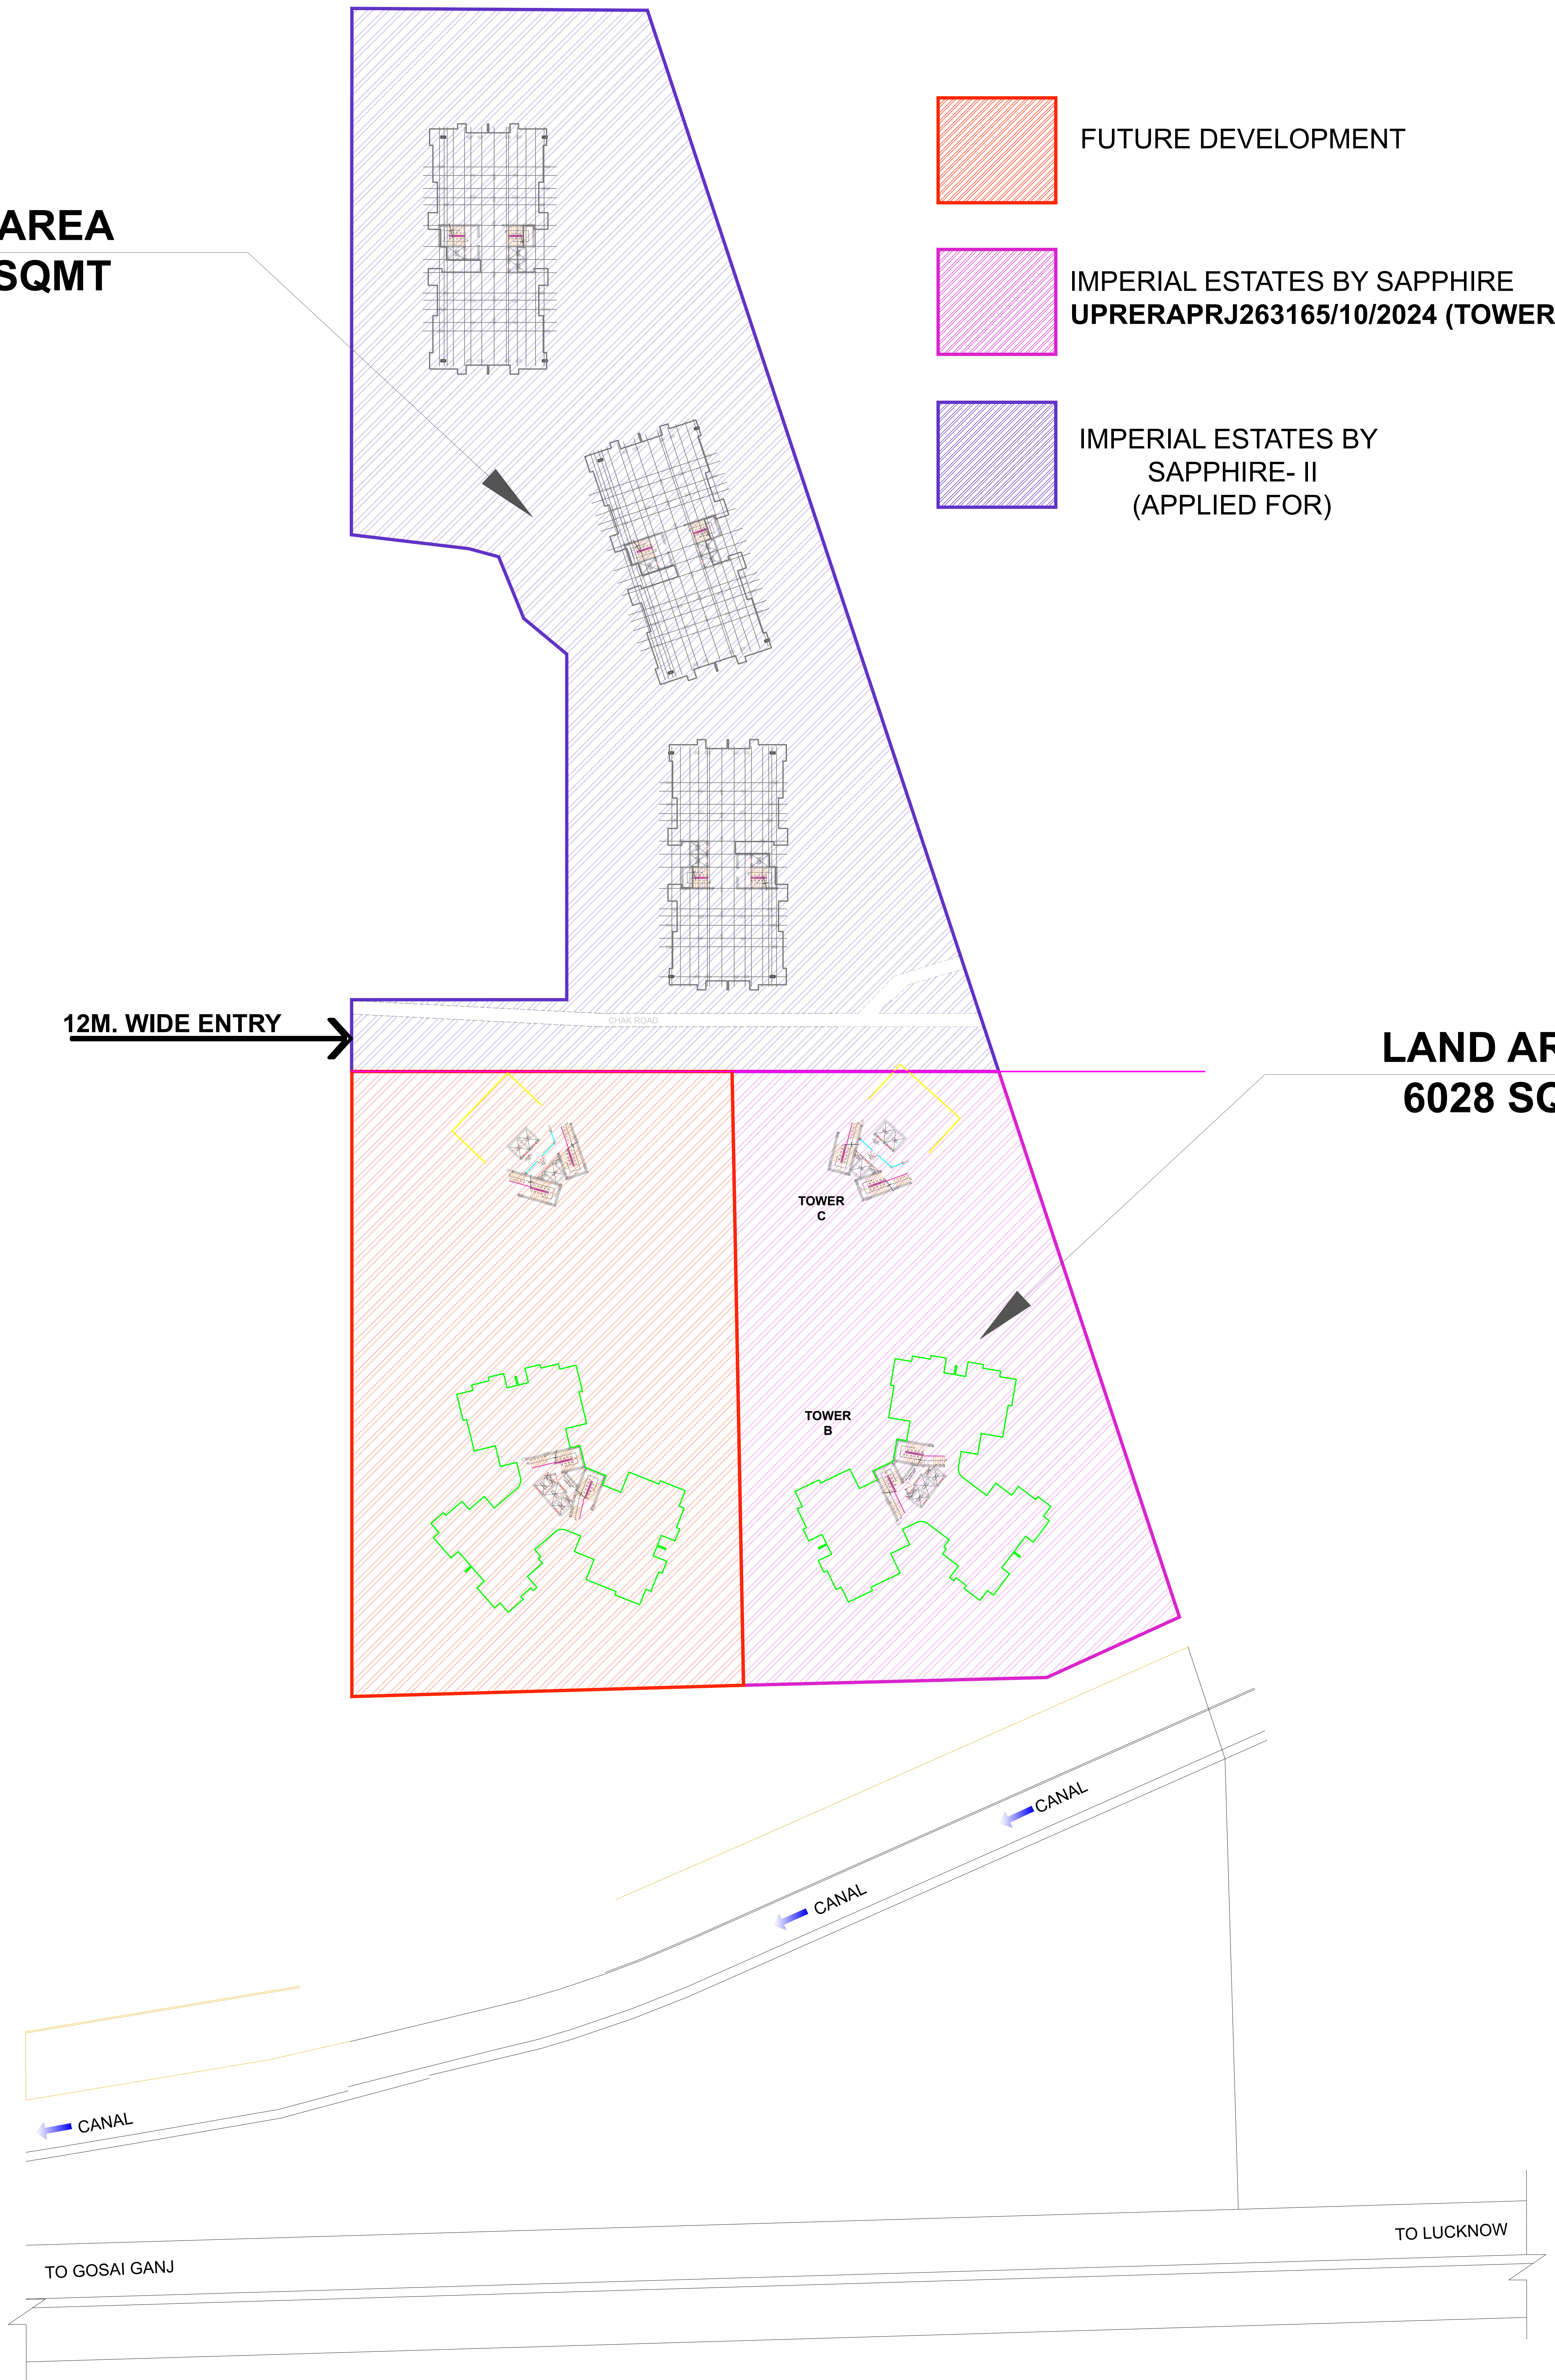 FUTURE DEVELOPMENT
AREA
SQMT
IMPERIAL ESTATES BY SAPPHIRE
UPRERAPRJ263165/10/2024 (TOWER
IMPERIAL ESTATES BY
SAPPHIRE- II
(APPLIED FOR)
12M. WIDE ENTRY
CHAK ROAD
LAND AR
6028 SQ
TOWER
C
TOWER
B
CANAL
CANAL
CANAL
TO LUCKNOW
TO GOSAI GANJ